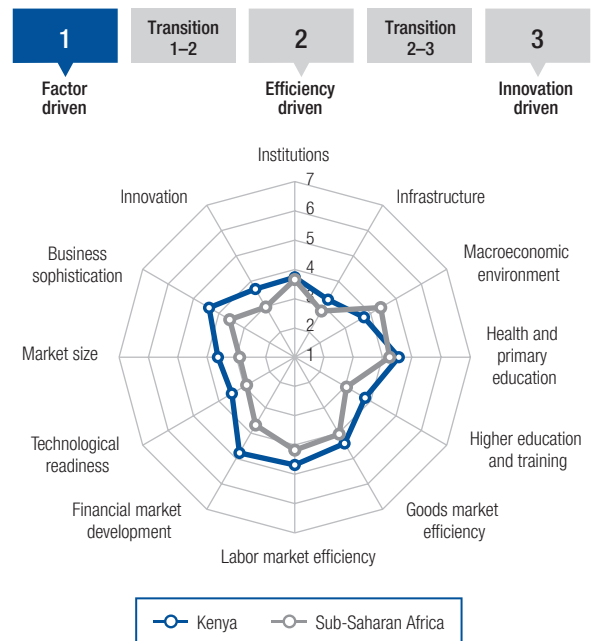 1
Transition
1–2
2
Transition
2–3
3
Factor
driven
Efficiency
driven
Innovation
driven
Institutions
7
Innovation
Infrastructure
6
5
Business
sophistication
Macroeconomic
environment
4
3
2
Market size
1
Health and
primary
education
Technological
readiness
Higher education
and training
Financial market
development
Goods market
efficiency
Labor market efficiency
Kenya
Sub-Saharan Africa